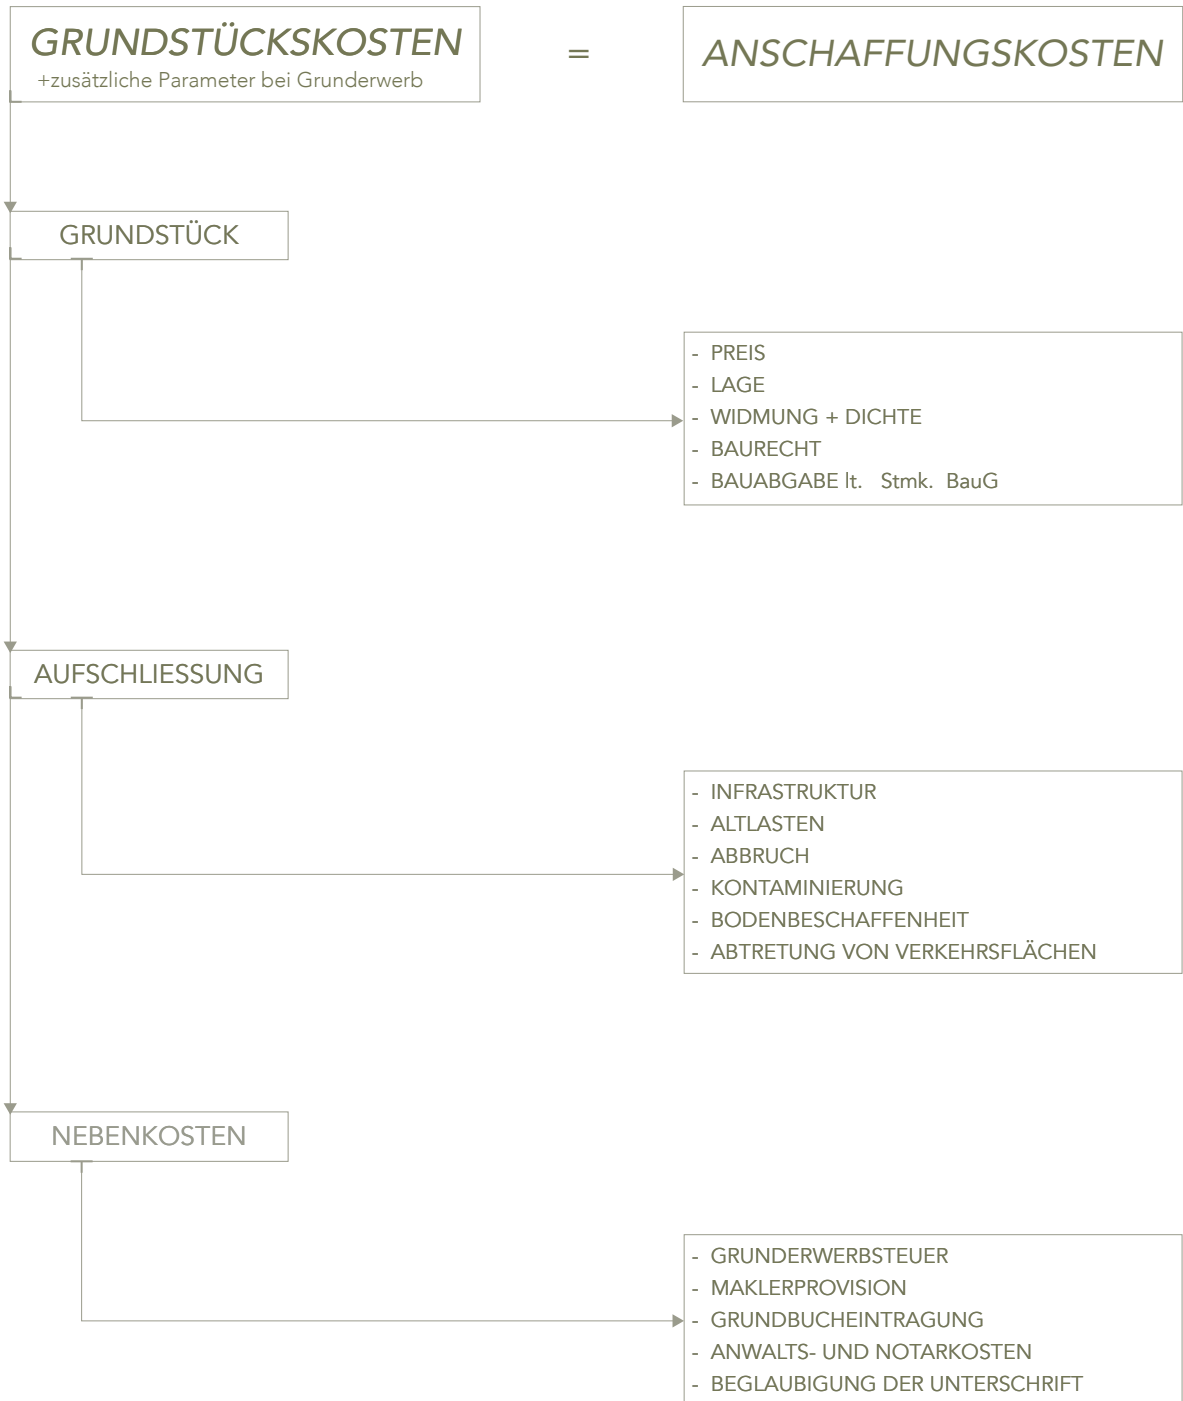 GRUNDSTÜCKSKOSTEN = ANSCHAFFUNGSKOSTEN
+zusätzliche Parameter bei Grunderwerb
GRUNDSTÜCK
- PREIS
- LAGE
- WIDMUNG + DICHTE
- BAURECHT
- BAUABGABE lt. Stmk. BauG
AUFSCHLIESSUNG
- INFRASTRUKTUR
- ALTLASTEN
- ABBRUCH
- KONTAMINIERUNG
- BODENBESCHAFFENHEIT
- ABTRETUNG VON VERKEHRSFLÄCHEN
NEBENKOSTEN
- GRUNDERWERBSTEUER
- MAKLERPROVISION
- GRUNDBUCHEINTRAGUNG
- ANWALTS- UND NOTARKOSTEN
- BEGLAUBIGUNG DER UNTERSCHRIFT